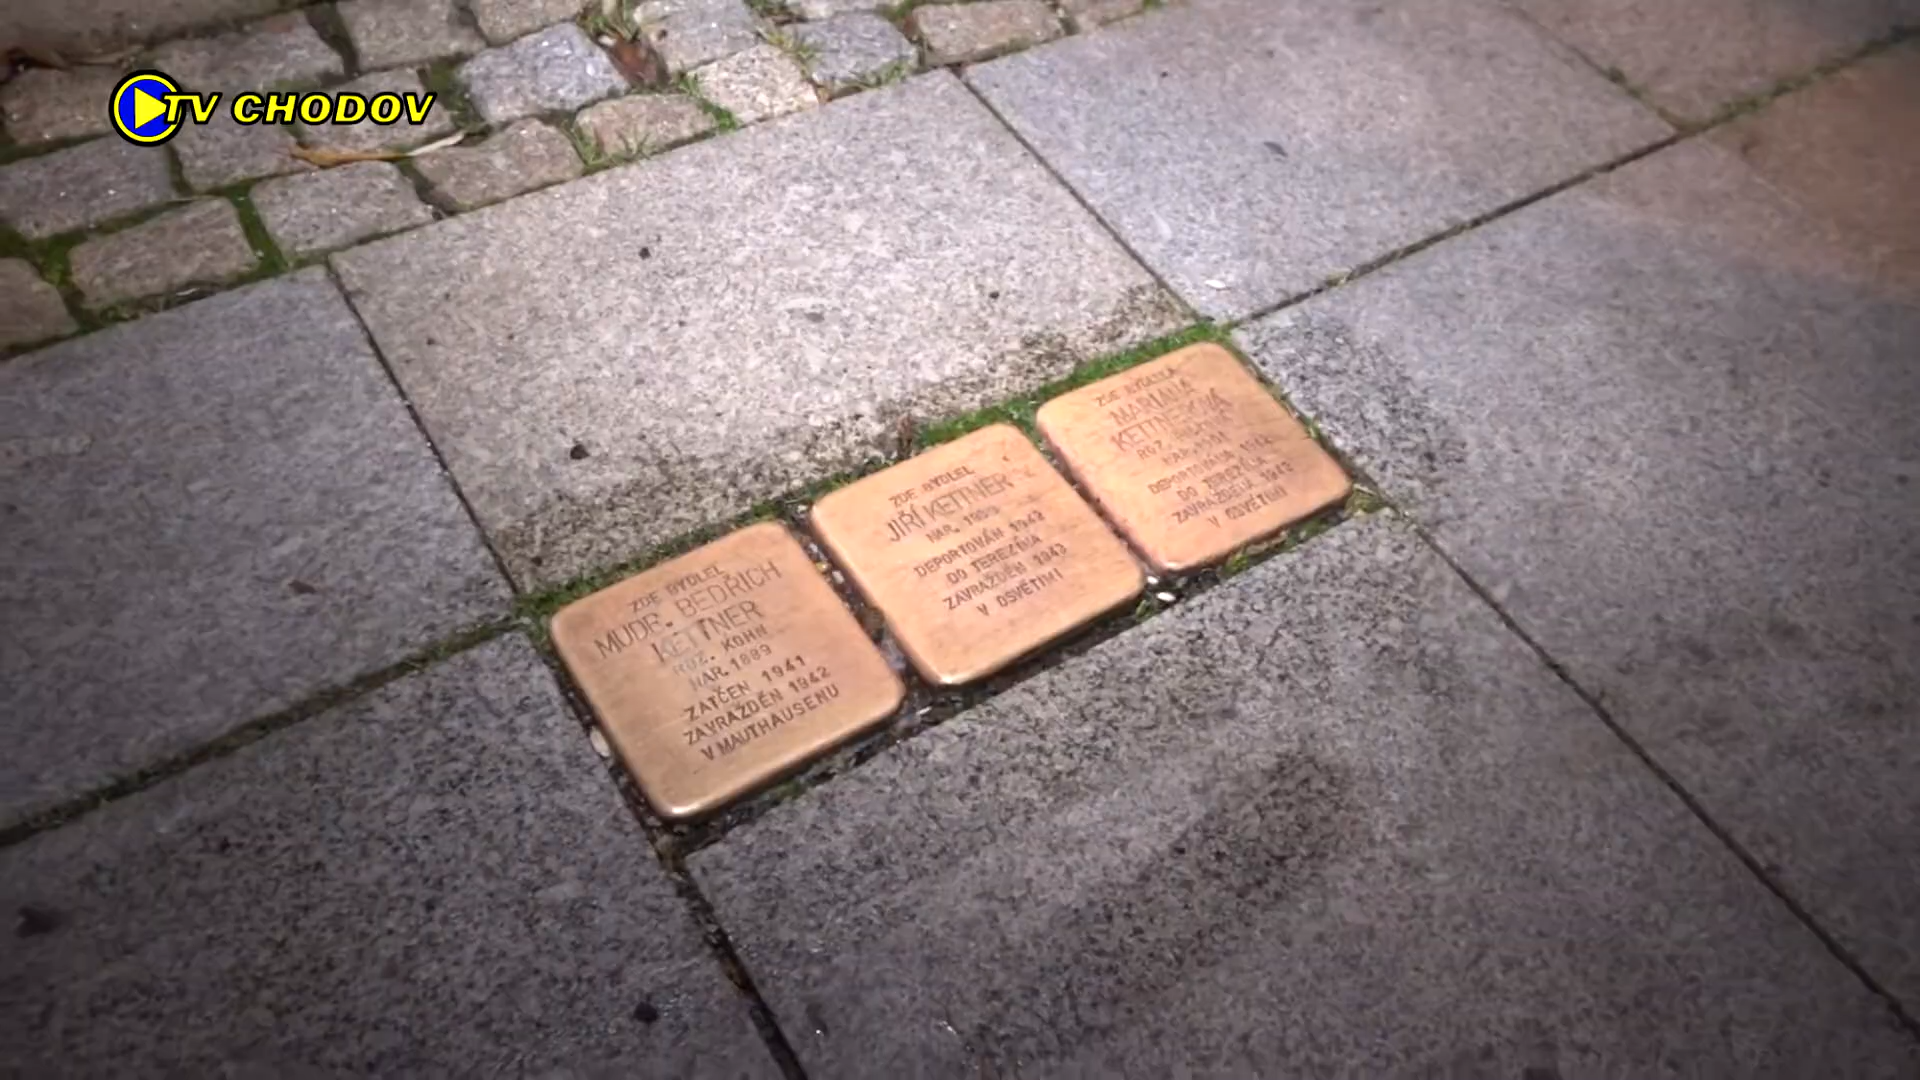 TV CHODOV
ZDE BYDLEL
MUDR. BEDŘICH
KETTNER
ROZ. KOHN
NAR. 1889
ZATČEN 1941
ZAVRAŽDĚN 1942
V MAUTHAUSENU
ZDE BYDLEL
JIŘÍ KETTNER
NAR.
DEPORTOVÁN 1942
DO TEREZÍNA
ZAVRAŽDĚN 1943
V OSVĚTIMI
ZDE BYDLELA
MARIANA
KETTNEROVÁ
ROZ.
NAR.
DEPORTOVÁNA 1942
DO TEREZÍNA
ZAVRAŽDĚNA 1943
V OSVĚTIMI